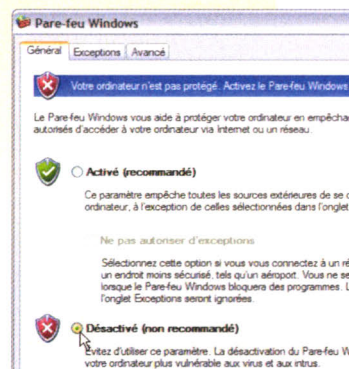 Pare-feu Windows
Général Exceptions Avancé
Votre ordinateur n'est pas protégé. Activez le Pare-feu Windows
Le Pare-feu Windows vous aide à protéger votre ordinateur en empêcha
autorisés d'accéder à votre ordinateur via Internet ou un réseau.
Activé (recommandé)
Ce paramètre empêche toutes les sources extérieures de se c
ordinateur, à l'exception de celles sélectionnées dans l'onglet
Ne pas autoriser d'exceptions
Sélectionnez cette option si vous vous connectez à un ré
un endroit moins sécurisé, tels qu'un aéroport. Vous ne se
lorsque le Pare-feu Windows bloquera des programmes. L
l'onglet Exceptions seront ignorées.
Désactivé (non recommandé)
Évitez d'utiliser ce paramètre. La désactivation du Pare-feu W
votre ordinateur plus vulnérable aux virus et aux intrus.